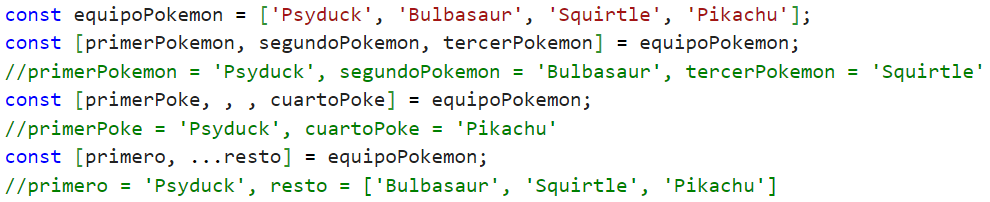 const equipoPokemon = ['Psyduck', 'Bulbasaur', 'Squirtle', 'Pikachu'];
const [primerPokemon, segundoPokemon, tercerPokemon] = equipoPokemon;
//primerPokemon = 'Psyduck', segundoPokemon = 'Bulbasaur', tercerPokemon = 'Squirtle'
const [primerPoke, , , cuartoPoke] = equipoPokemon;
//primerPoke = 'Psyduck', cuartoPoke = 'Pikachu'
const [primero, ...resto] = equipoPokemon;
//primero = 'Psyduck', resto = ['Bulbasaur', 'Squirtle', 'Pikachu']